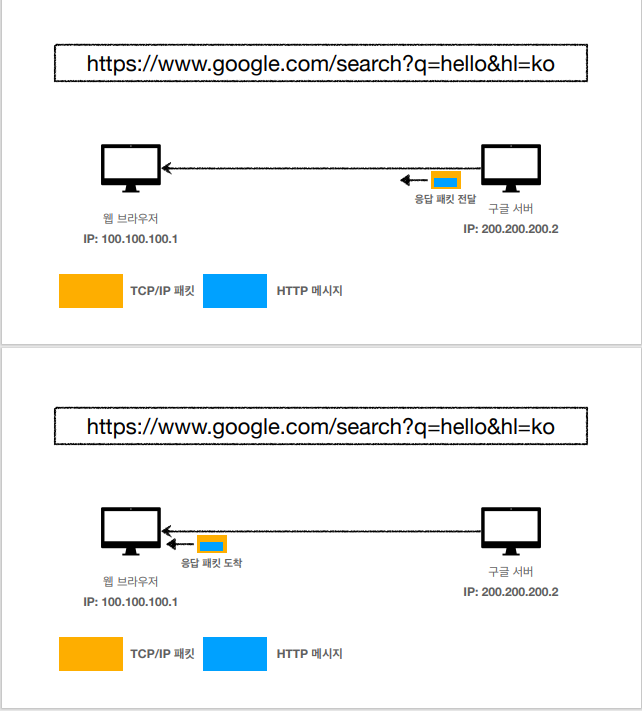 https://www.google.com/search?q=hello&hl=ko
응답 패킷 전달
웹 브라우저
구글 서버
IP: 100.100.100.1
IP: 200.200.200.2
TCP/IP 패킷
HTTP 메시지
https://www.google.com/search?q=hello&hl=ko
응답 패킷 도착
웹 브라우저
구글 서버
IP: 100.100.100.1
IP: 200.200.200.2
TCP/IP 패킷
HTTP 메시지